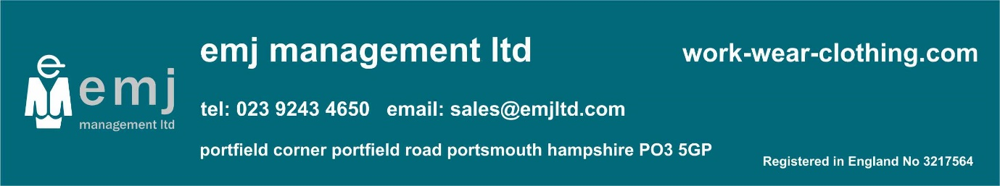 emj management ltd
work-wear-clothing.com
e
emj
management ltd
tel: 023 9243 4650 email: sales@emjltd.com
portfield corner portfield road portsmouth hampshire PO3 5GP
Registered in England No 3217564